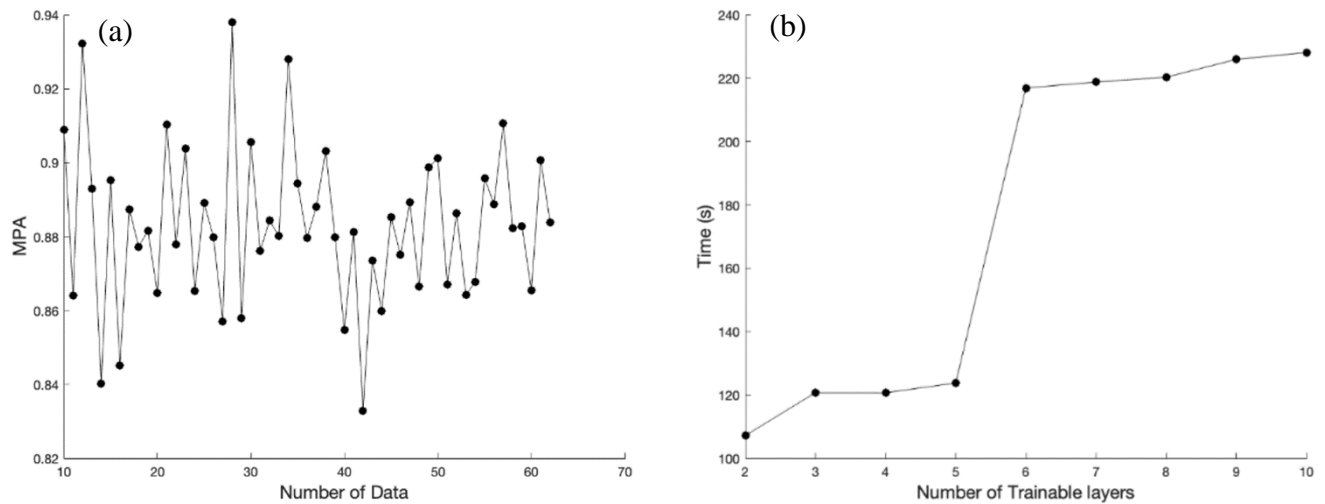 (a)
0.94
0.92
0.9
0.88
0.86
0.84
0.82
MPA
10 20 30 40 50 60 70
Number of Data
(b)
240
220
200
180
160
140
120
100
Time (s)
2 3 4 5 6 7 8 9 10
Number of Trainable layers